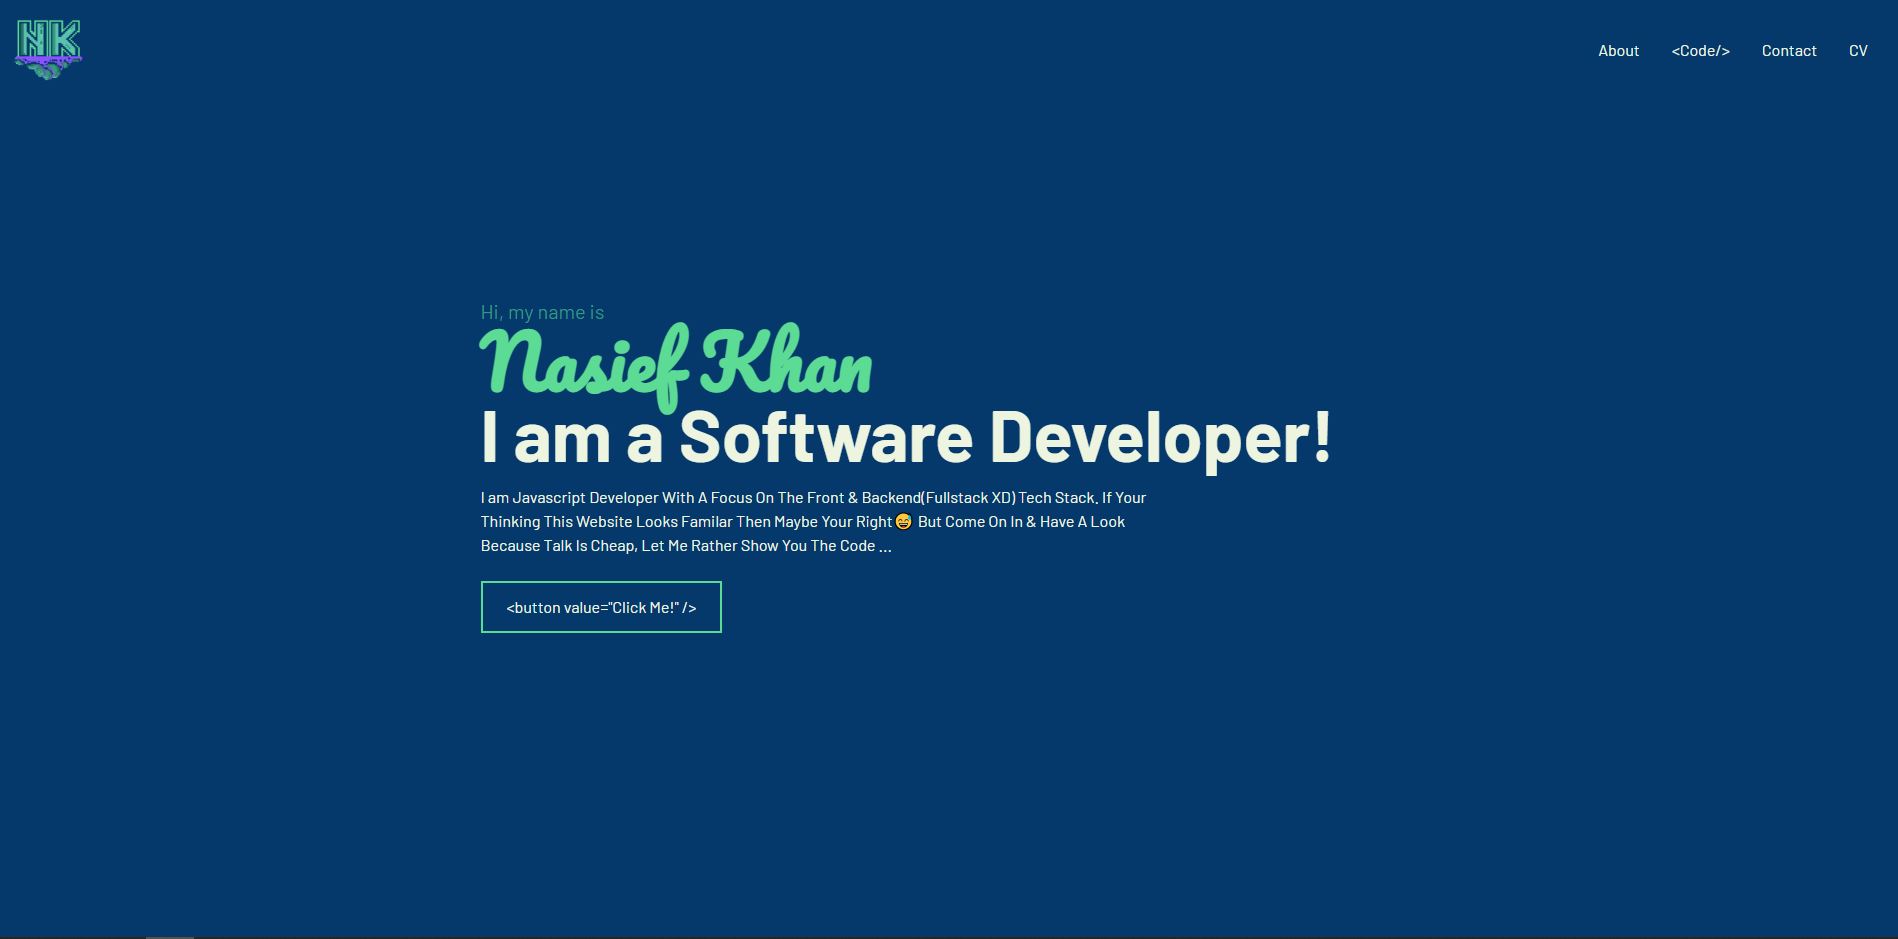 NK
About <Code/> Contact CV
Hi, my name is
Nasief Khan
I am a Software Developer!
I am Javascript Developer With A Focus On The Front & Backend(Fullstack XD) Tech Stack. If Your
Thinking This Website Looks Familar Then Maybe Your Right😅 But Come On In & Have A Look
Because Talk Is Cheap, Let Me Rather Show You The Code ...
<button value="Click Me!" />